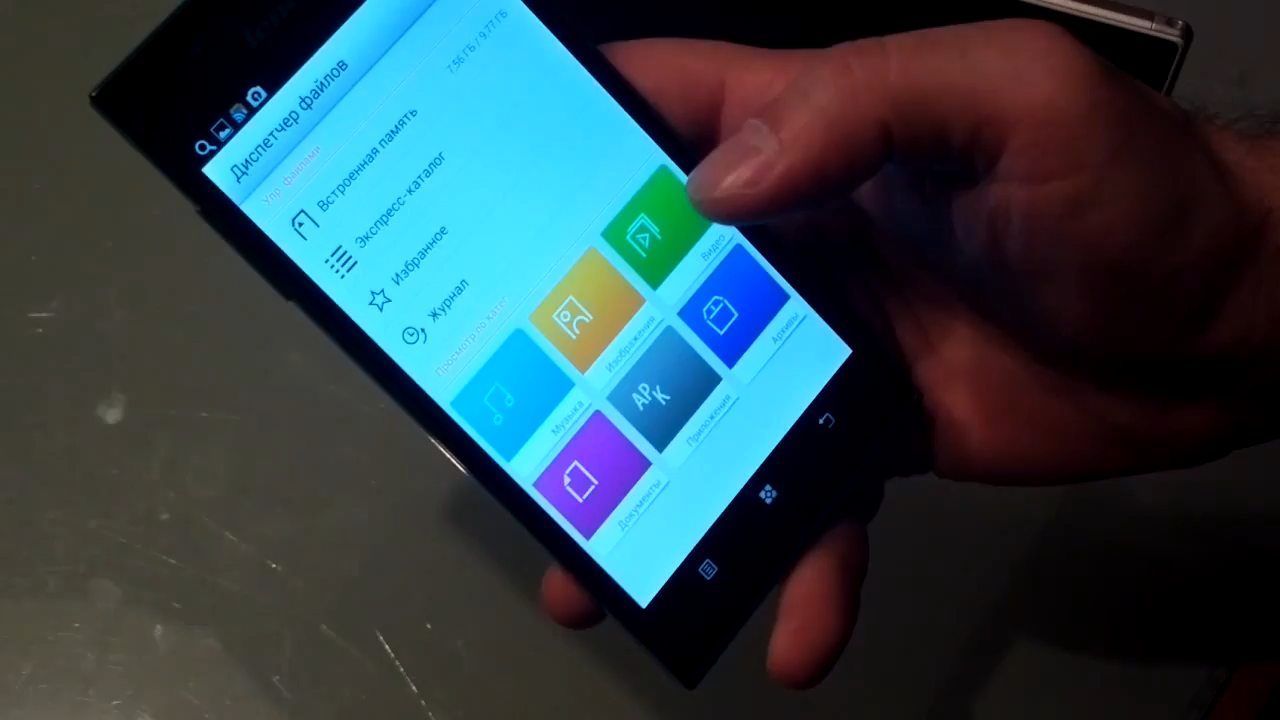 Диспетчер файлов
Упр. файлами
Встроенная память
7.56 ГБ / 9.77 ГБ
Экспресс-каталог
Избранное
Журнал
Просмотр по катег
Музыка
Изображения
Видео
APK
Документы
Приложения
Архивы